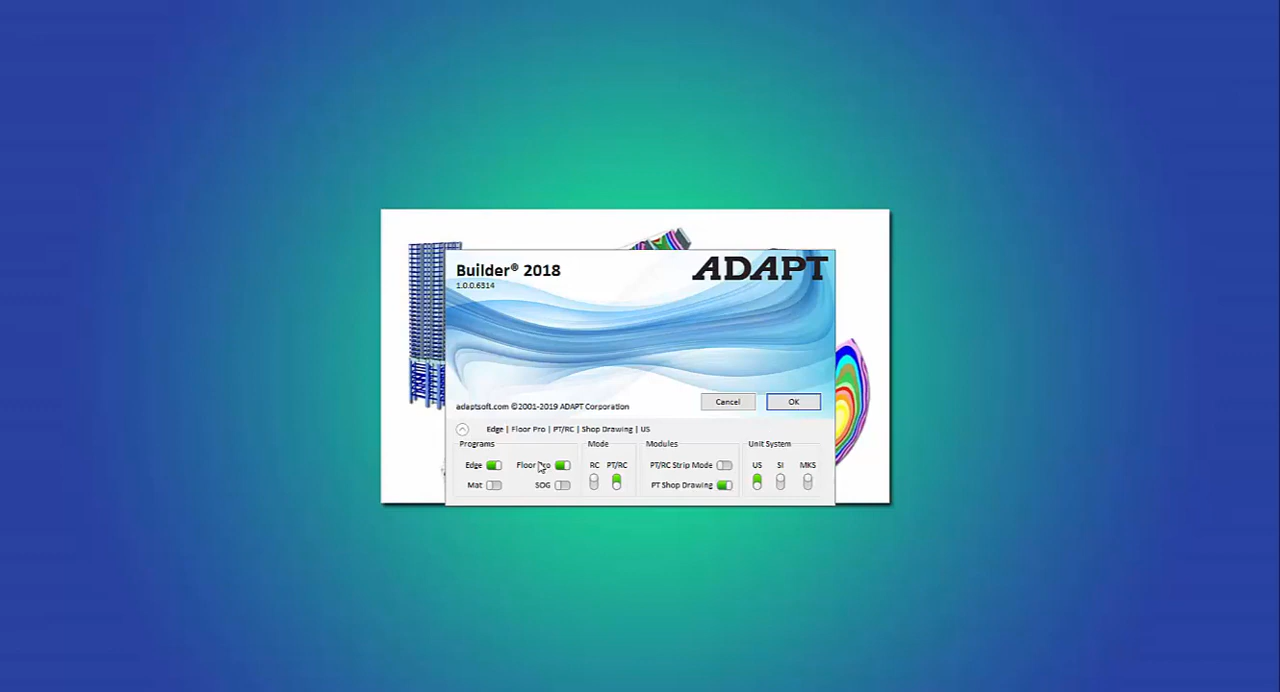 Builder® 2018
ADAPT
1.0.0.6314
Cancel
OK
adaptsoft.com ©2001-2019 ADAPT Corporation
Edge | Floor Pro | PT/RC | Shop Drawing | US
Programs
Mode
Modules
Unit System
Edge
Floor Pro
RC
PT/RC
PT/RC Strip Mode
US
SI
MKS
Mat
SOG
PT Shop Drawing